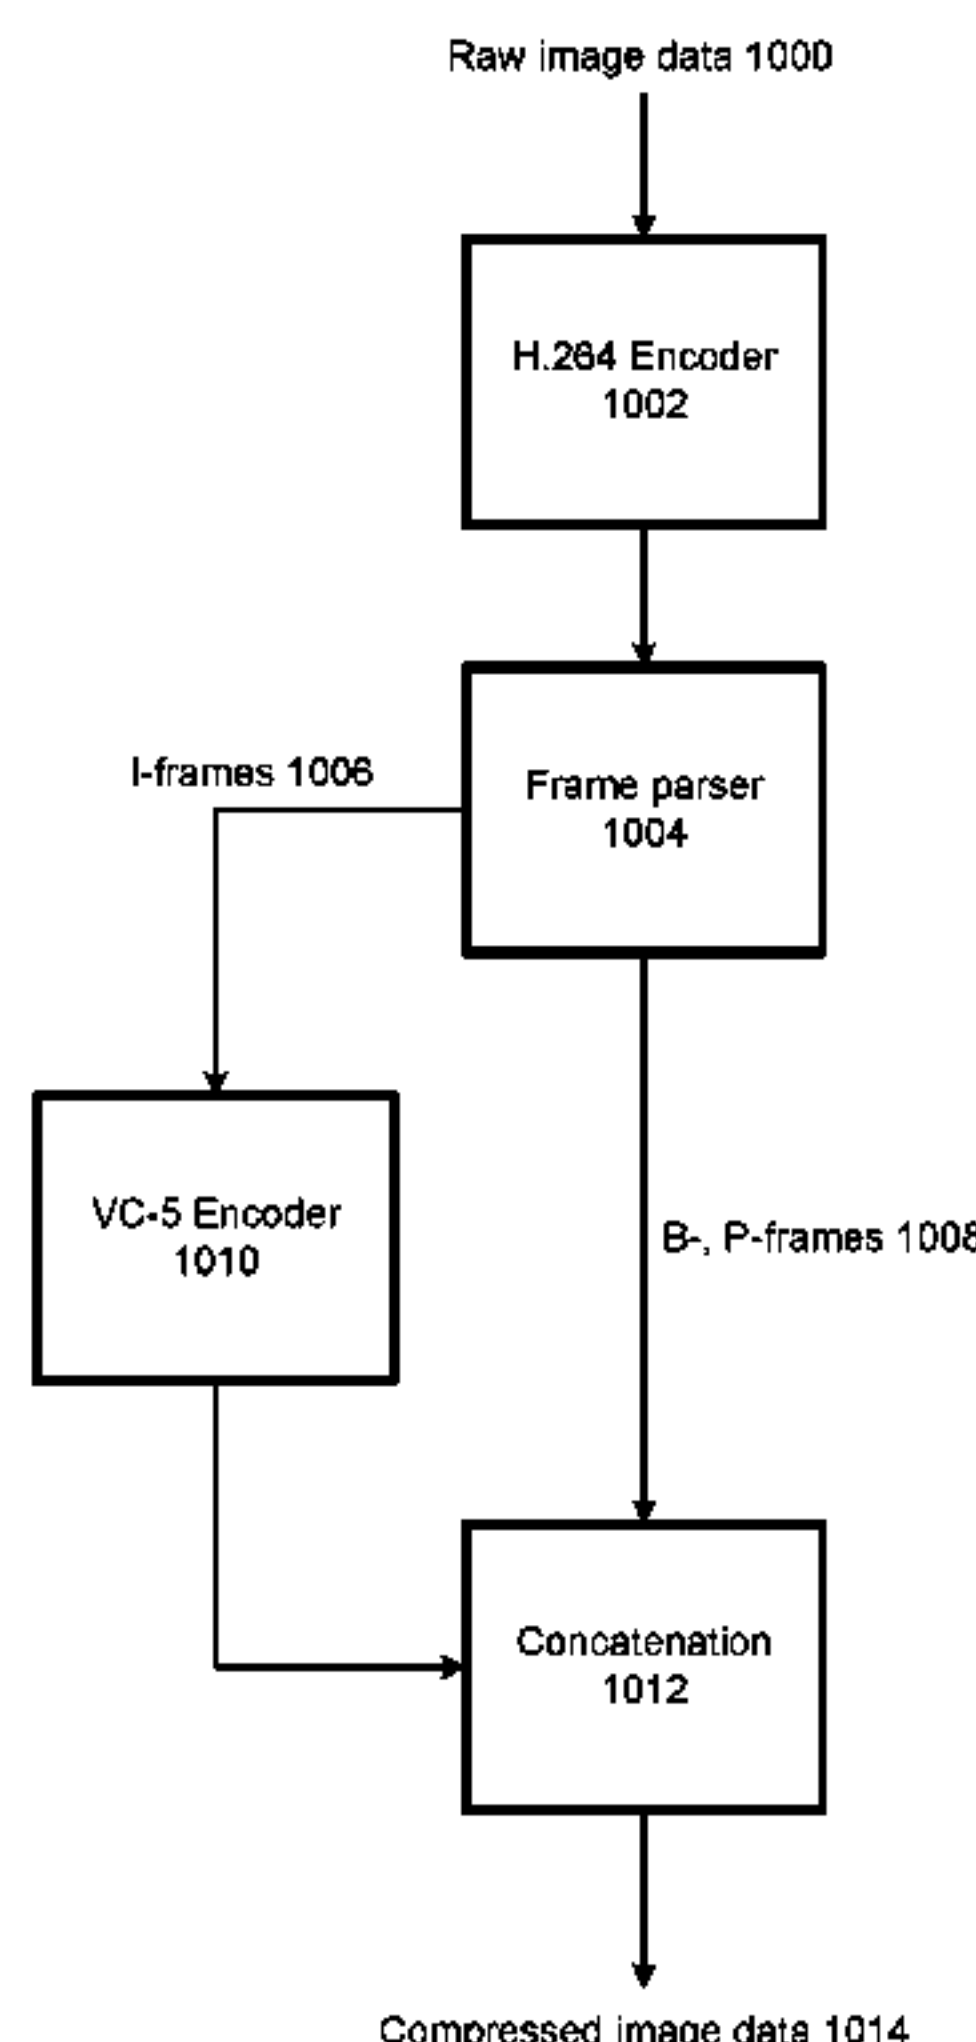 Raw image data 1000
H.264 Encoder
1002
I-frames 1006
Frame parser
1004
VC-5 Encoder
1010
B-, P-frames 1008
Concatenation
1012
Compressed image data 1014